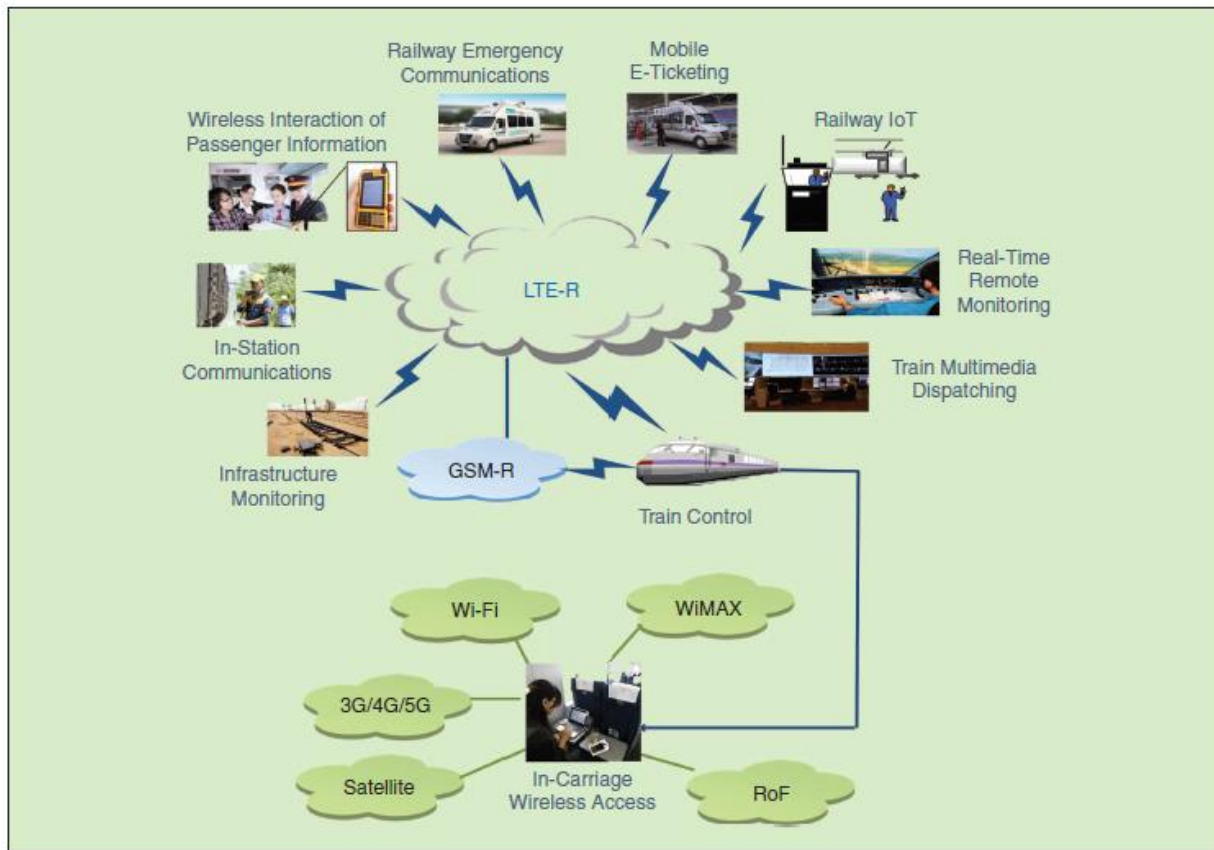 Railway Emergency
Communications
Mobile
E-Ticketing
Wireless Interaction of
Passenger Information
Railway IoT
Real-Time
Remote
Monitoring
LTE-R
In-Station
Communications
Train Multimedia
Dispatching
Infrastructure
Monitoring
GSM-R
Train Control
Wi-Fi
WiMAX
3G/4G/5G
Satellite
In-Carriage
Wireless Access
RoF